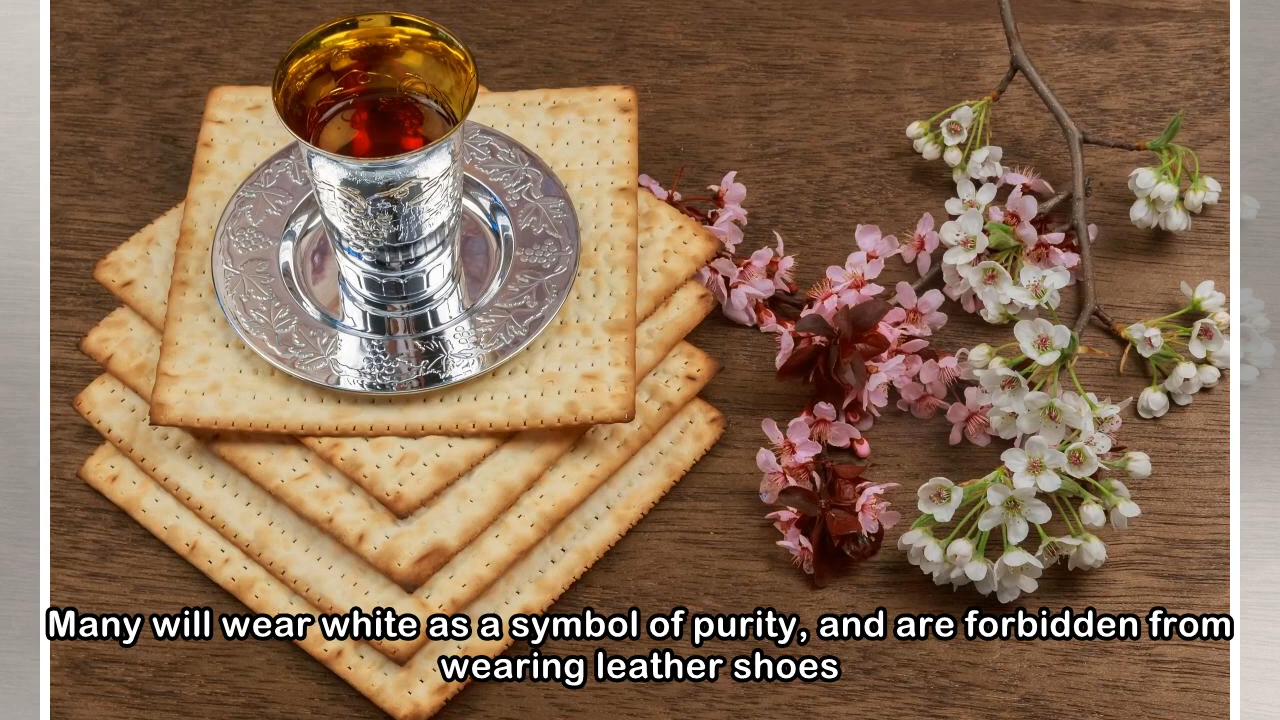 Many will wear white as a symbol of purity, and are forbidden from
wearing leather shoes